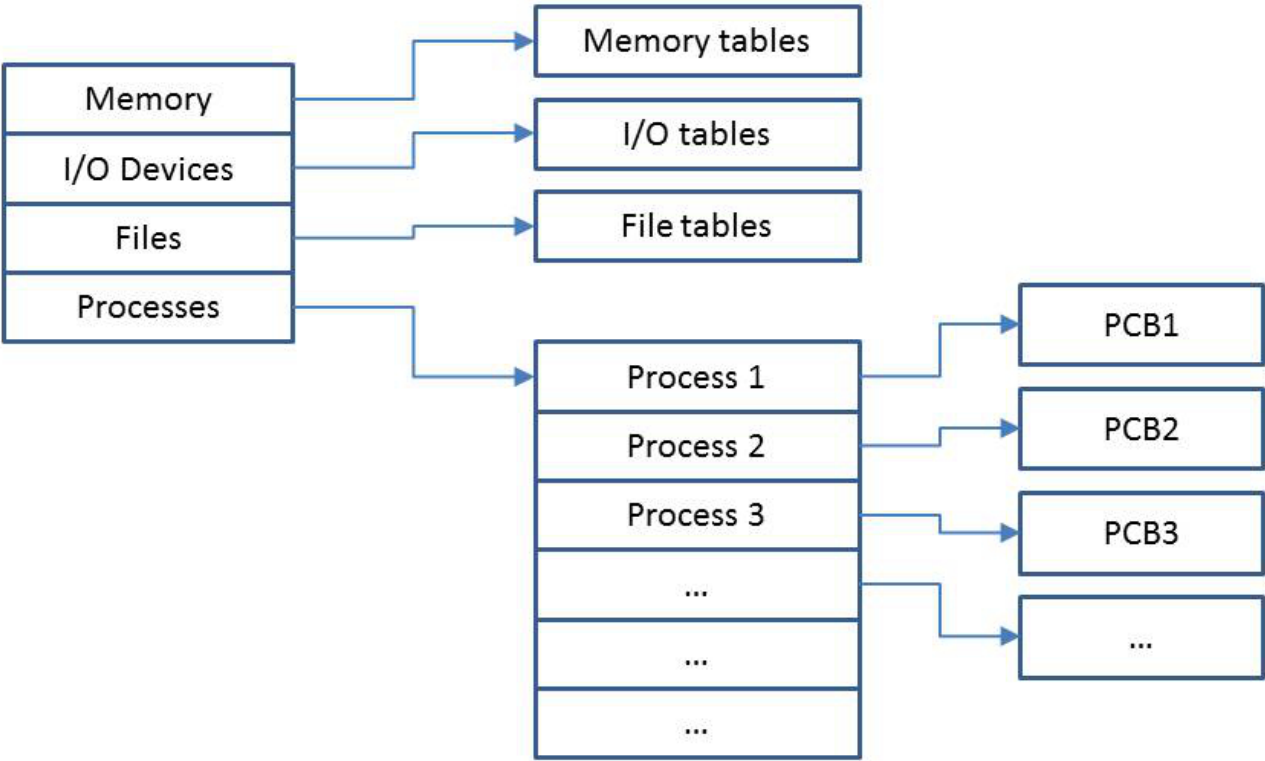 Memory
I/O Devices
Files
Processes
Memory tables
I/O tables
File tables
Process 1
Process 2
Process 3
...
...
...
PCB1
PCB2
PCB3
...